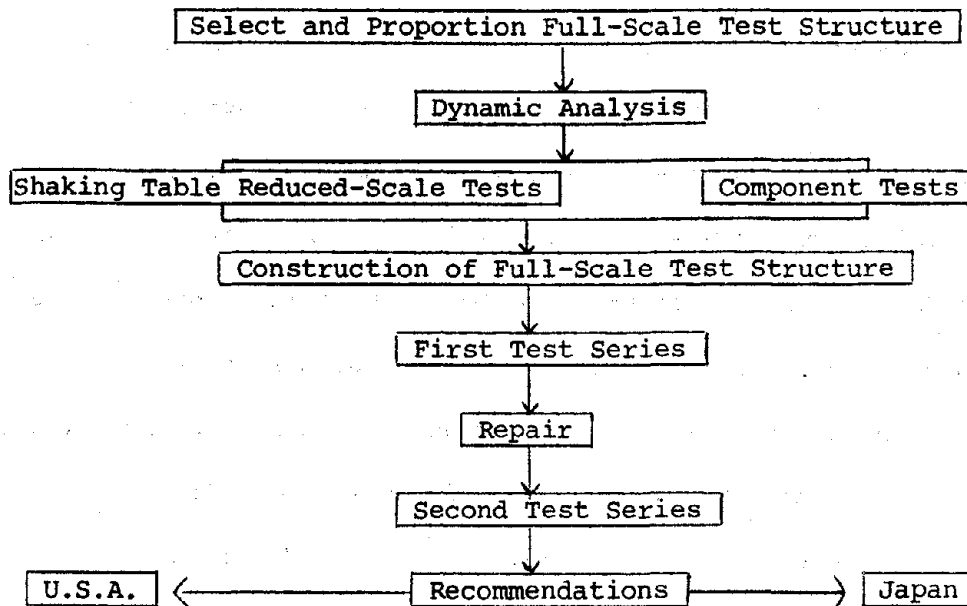 Select and Proportion Full-Scale Test Structure
Dynamic Analysis
Shaking Table Reduced-Scale Tests
Component Tests
Construction of Full-Scale Test Structure
First Test Series
Repair
Second Test Series
U.S.A.
Recommendations
Japan